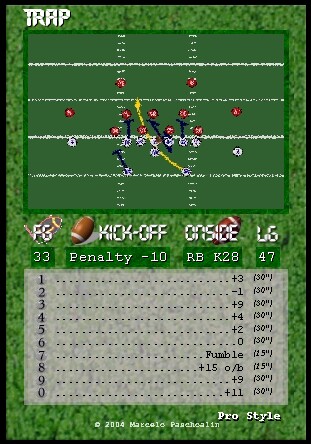 TRAP
FG KICK-OFF ONSIDE LG
33 Penalty -10 RB K28 47
1 ............ +3 (30")
2 ............ -1 (30")
3 ............ +9 (30")
4 ............ +4 (30")
5 ............ +2 (30")
6 ............ 0 (30")
7 ............ Fumble (15")
8 ............ +15 o/b (15")
9 ............ +9 (30")
0 ............ +11 (30")
Pro Style
© 2004 Marcelo Paschoalin